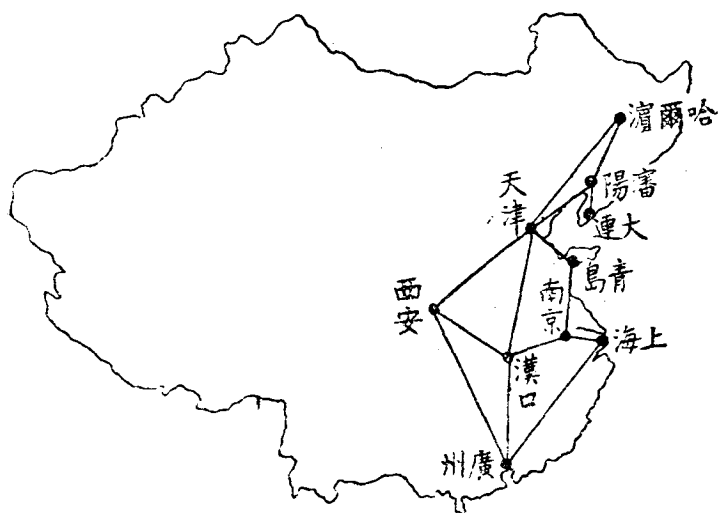 哈爾濱
審陽
天津
大連
青島
西安
南京
上海
漢口
廣州